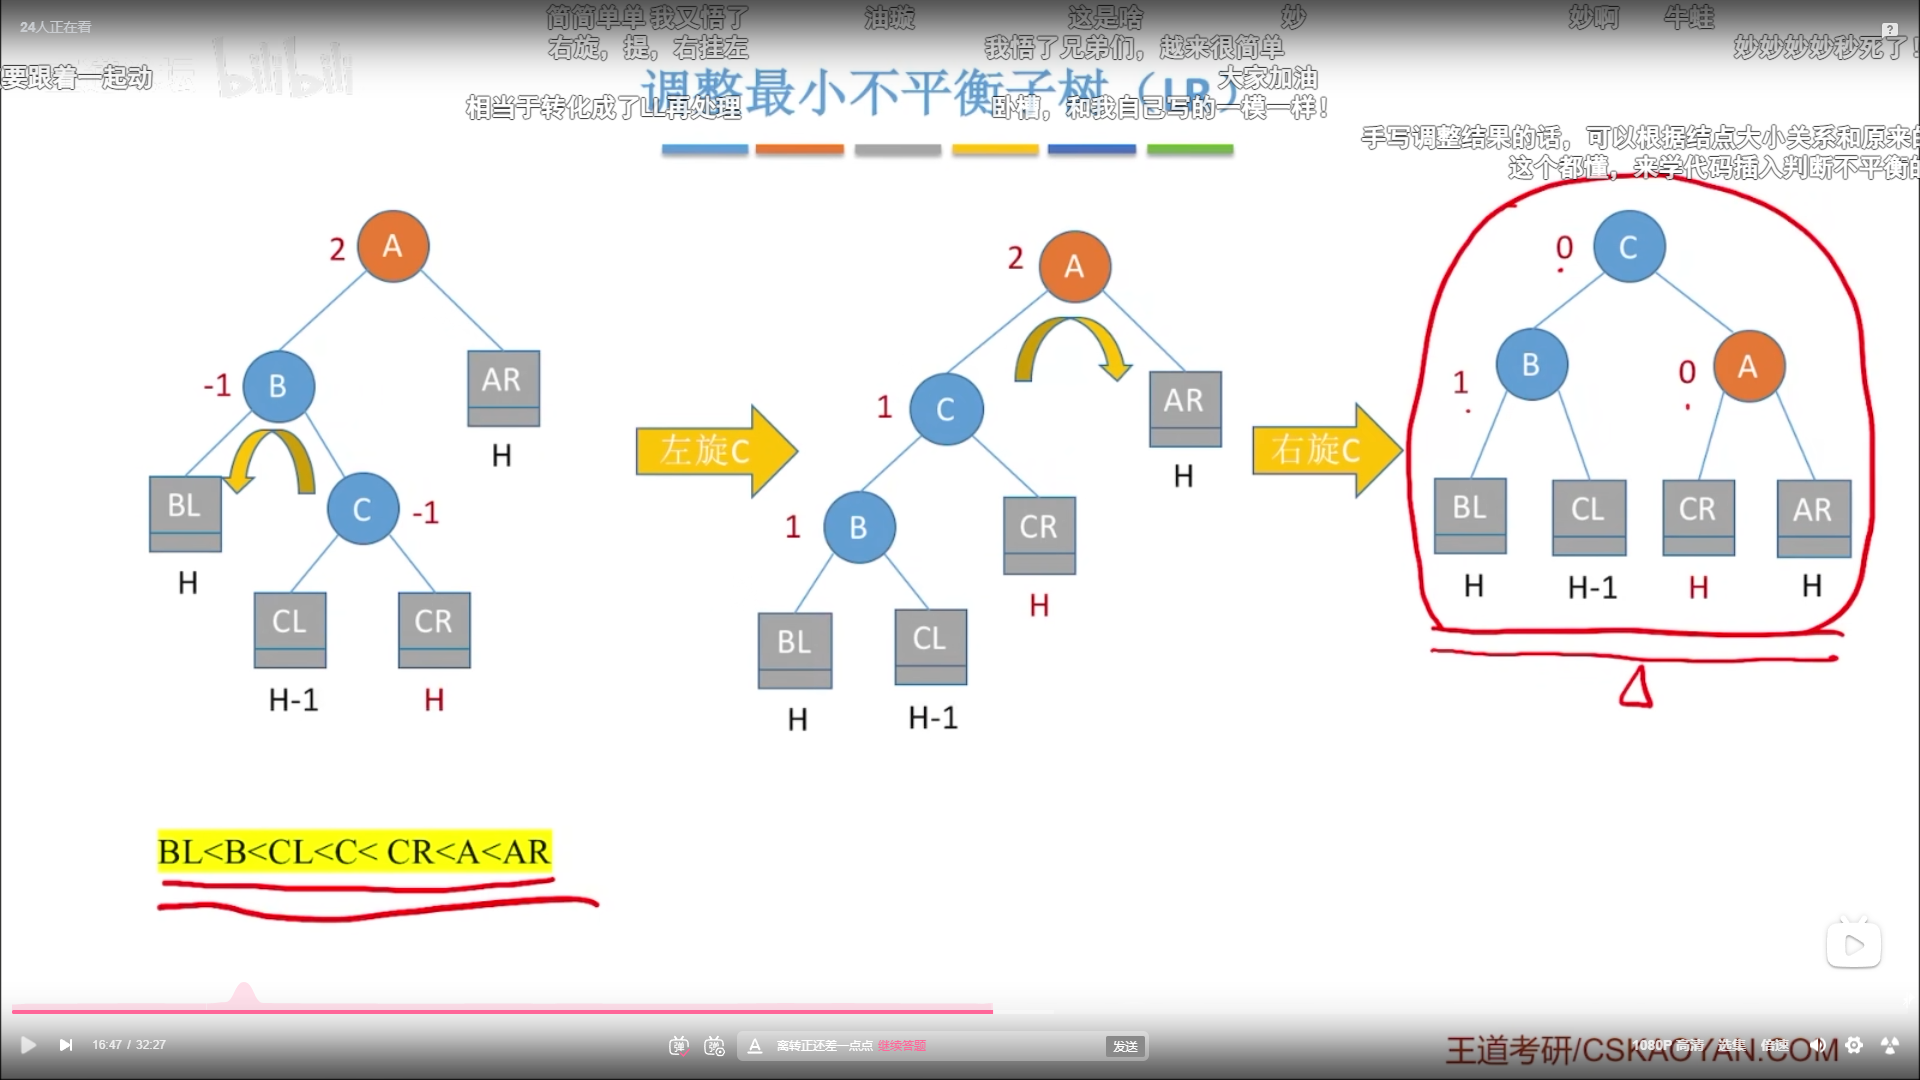 24人正在看
简简单单 我又悟了
油璇
这是啥
妙
妙啊
牛蛙
?
右旋，提，右挂左
我悟了兄弟们，越来很简单
妙妙妙妙秒死了！
要跟着一起动
bilibili
调整最小不平衡子树（LR）
大家加油
相当于转化成了LL再处理
卧槽，和我自己写的一模一样！
手写调整结果的话，可以根据结点大小关系和原来的
这个都懂，来学代码插入判断不平衡的
2
A
-1
B
AR
H
BL
H
C
-1
CL
CR
H-1
H
左旋C
2
A
1
C
AR
H
1
B
CR
H
BL
CL
H
H-1
右旋C
0
C
1
B
0
A
BL
CL
CR
AR
H
H-1
H
H
BL<B<CL<C< CR<A<AR
16:47 / 32:27
弹
弹
A
离转正还差一点点 继续答题
发送
王道考研/CSKAOYAN.COM
1080P 高清
选集
倍速